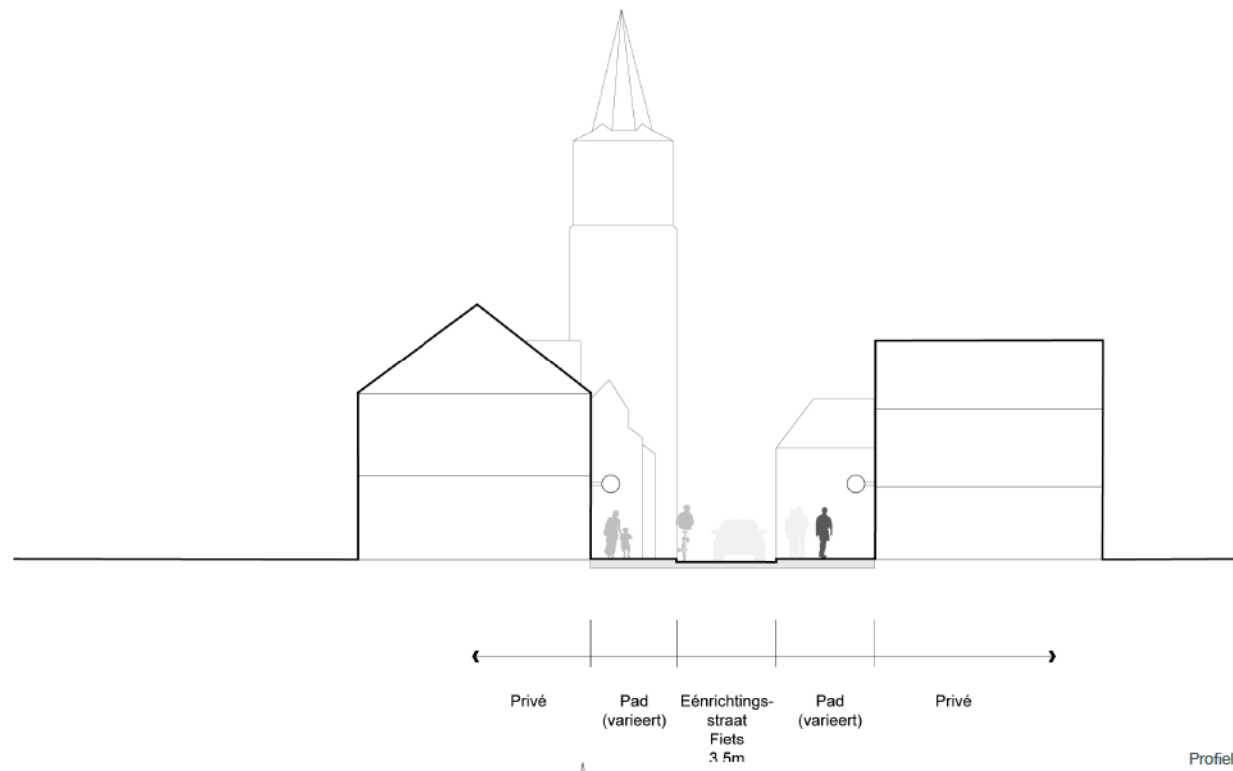 Privé
Pad
(varieert)
Eénrichtings-
straat
Fiets
3.5m
Pad
(varieert)
Privé
Profiel